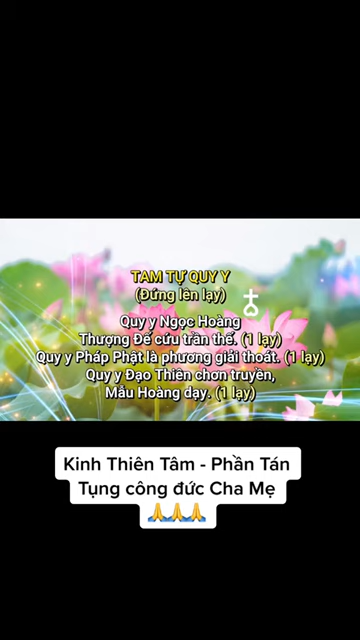 TAM TỰ QUY Y
(Đứng lên lạy)
Quy y Ngọc Hoàng
Thượng Đế cứu trần thế. (1 lạy)
Quy y Pháp Phật là phương giải thoát. (1 lạy)
Quy y Đạo Thiên chơn truyền,
Mẫu Hoàng dạy. (1 lạy)
Kinh Thiên Tâm - Phần Tán
Tụng công đức Cha Mẹ
🙏🙏🙏